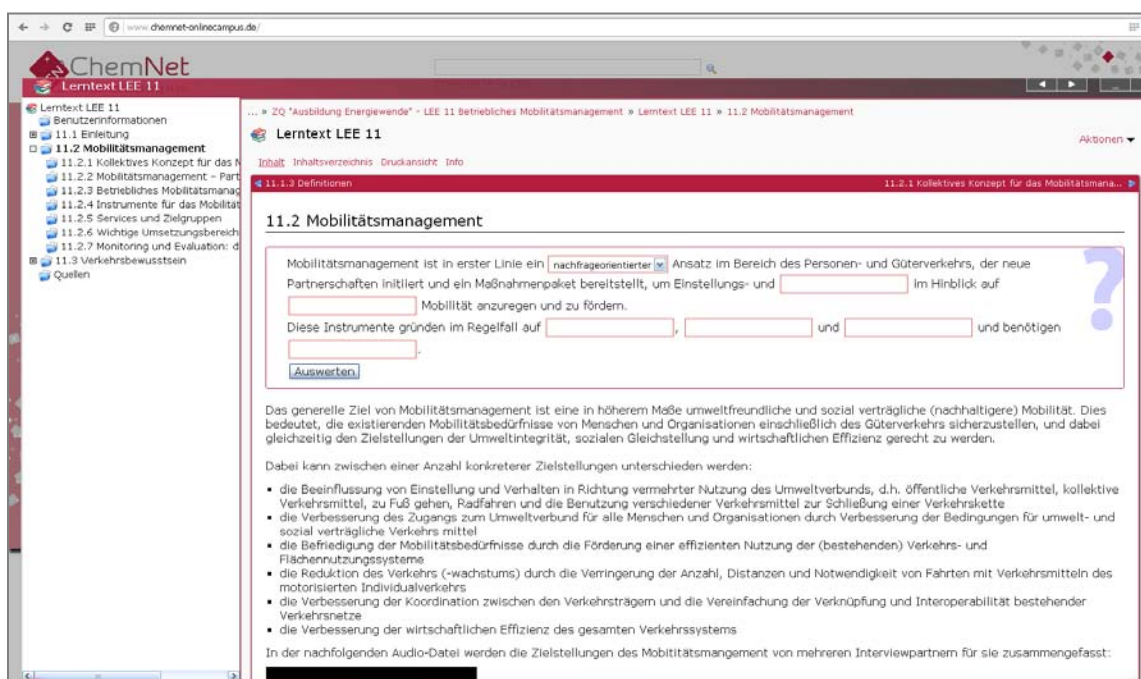 www.chemnet-onlinecampus.de/
ChemNet
Lerntext LEE 11
Lerntext LEE 11
Benutzerinformationen
11.1 Einleitung
11.2 Mobilitätsmanagement
11.2.1 Kollektives Konzept für das M
11.2.2 Mobilitätsmanagement – Part
11.2.3 Betriebliches Mobilitätsmanag
11.2.4 Instrumente für das Mobilität
11.2.5 Services und Zielgruppen
11.2.6 Wichtige Umsetzungsbereich
11.2.7 Monitoring und Evaluation: d
11.3 Verkehrsbewusstsein
Quellen
... » ZQ "Ausbildung Energiewende" - LEE 11 Betriebliches Mobilitätsmanagement » Lerntext LEE 11 » 11.2 Mobilitätsmanagement
Lerntext LEE 11
Aktionen
Inhalt Inhaltsverzeichnis Druckansicht Info
11.1.3 Definitionen 11.2.1 Kollektives Konzept für das Mobilitätsmana...
11.2 Mobilitätsmanagement
Mobilitätsmanagement ist in erster Linie ein nachfrageorientierter Ansatz im Bereich des Personen- und Güterverkehrs, der neue
Partnerschaften initiiert und ein Maßnahmenpaket bereitstellt, um Einstellungs- und im Hinblick auf
Mobilität anzuregen und zu fördern.
Diese Instrumente gründen im Regelfall auf , und und benötigen
.
?
Auswerten
Das generelle Ziel von Mobilitätsmanagement ist eine in höherem Maße umweltfreundliche und sozial verträgliche (nachhaltigere) Mobilität. Dies
bedeutet, die existierenden Mobilitätsbedürfnisse von Menschen und Organisationen einschließlich des Güterverkehrs sicherzustellen, und dabei
gleichzeitig den Zielstellungen der Umweltintegrität, sozialen Gleichstellung und wirtschaftlichen Effizienz gerecht zu werden.
Dabei kann zwischen einer Anzahl konkreterer Zielstellungen unterschieden werden:
▪ die Beeinflussung von Einstellung und Verhalten in Richtung vermehrter Nutzung des Umweltverbunds, d.h. öffentliche Verkehrsmittel, kollektive
Verkehrsmittel, zu Fuß gehen, Radfahren und die Benutzung verschiedener Verkehrsmittel zur Schließung einer Verkehrskette
▪ die Verbesserung des Zugangs zum Umweltverbund für alle Menschen und Organisationen durch Verbesserung der Bedingungen für umwelt- und
sozial verträgliche Verkehrs mittel
▪ die Befriedigung der Mobilitätsbedürfnisse durch die Förderung einer effizienten Nutzung der (bestehenden) Verkehrs- und
Flächennutzungssysteme
▪ die Reduktion des Verkehrs (-wachstums) durch die Verringerung der Anzahl, Distanzen und Notwendigkeit von Fahrten mit Verkehrsmitteln des
motorisierten Individualverkehrs
▪ die Verbesserung der Koordination zwischen den Verkehrsträgern und die Vereinfachung der Verknüpfung und Interoperabilität bestehender
Verkehrsnetze
▪ die Verbesserung der wirtschaftlichen Effizienz des gesamten Verkehrssystems
In der nachfolgenden Audio-Datei werden die Zielstellungen des Mobititätsmangement von mehreren Interviewpartnern für sie zusammengefasst: